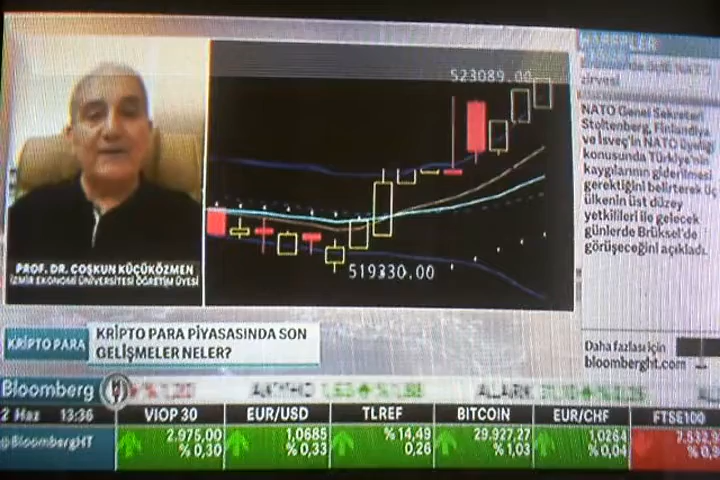 523089.00
519330.00
PROF. DR. COŞKUN KÜÇÜKÖZMEN
İZMİR EKONOMİ ÜNİVERSİTESİ ÖĞRETİM ÜYESİ
NATO Genel Sekreteri
Stoltenberg, Finlandiya
ve İsveç'in NATO üyeliği
konusunda Türkiye'nin
kaygılarının giderilmesi
gerektiğini belirterek üç
ülkenin üst düzey
yetkilileri ile gelecek
günlerde Brüksel'de
görüşeceğini açıkladı.
Daha fazlası için
bloomberght.com
KRİPTO PARA
KRİPTO PARA PİYASASINDA SON
GELİŞMELER NELER?
Bloomberg HT
ALARK
2 Haz 13:36
@BloombergHT
VIOP 30
2.975,00
% 0,30
EUR/USD
1,0685
% 0,33
TLREF
% 14,49
0,26
BITCOIN
29.927,27
% 1,03
EUR/CHF
1,0264
% 0,04
FTSE100